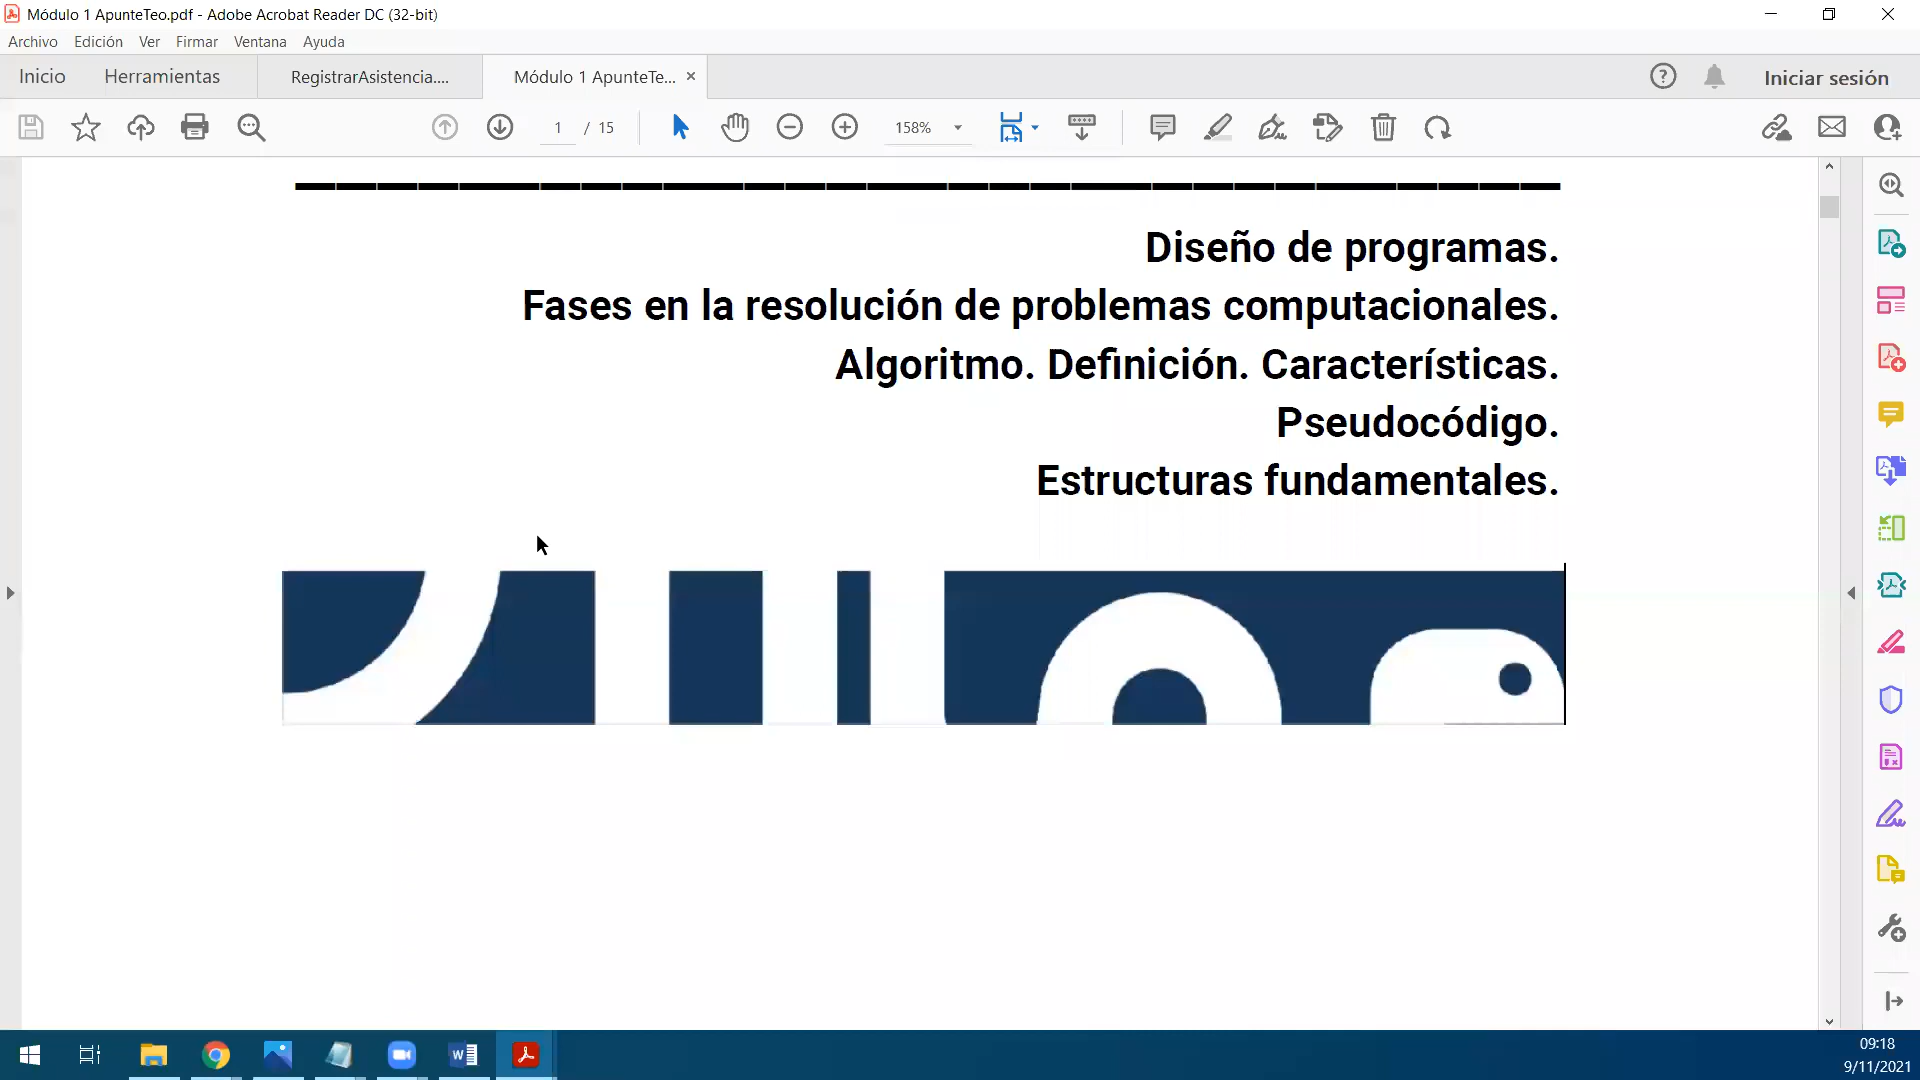 Módulo 1 ApunteTeo.pdf - Adobe Acrobat Reader DC (32-bit)
Archivo Edición Ver Firmar Ventana Ayuda
Inicio Herramientas RegistrarAsistencia.... Módulo 1 ApunteTe... Iniciar sesión
1 / 15 158%
Diseño de programas.
Fases en la resolución de problemas computacionales.
Algoritmo. Definición. Características.
Pseudocódigo.
Estructuras fundamentales.
09:18
9/11/2021